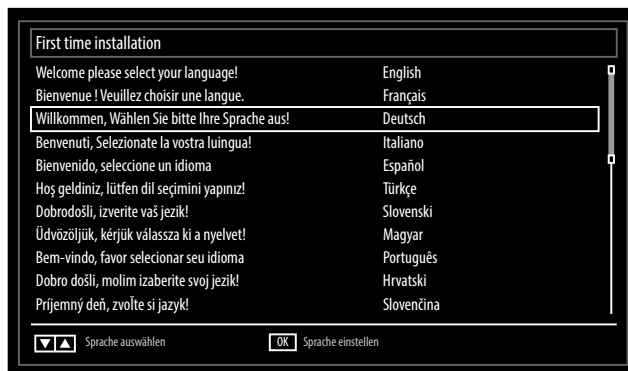 First time installation
Welcome please select your language! English
Bienvenue ! Veuillez choisir une langue. Français
Willkommen, Wählen Sie bitte Ihre Sprache aus! Deutsch
Benvenuti, Selezionate la vostra luingua! Italiano
Bienvenido, seleccione un idioma Español
Hoş geldiniz, lütfen dil seçimini yapınız! Türkçe
Dobrodošli, izverite vaš jezik! Slovenski
Üdvözöljük, kérjük válassza ki a nyelvet! Magyar
Bem-vindo, favor selecionar seu idioma Português
Dobro došli, molim izaberite svoj jezik! Hrvatski
Príjemný deň, zvoľte si jazyk! Slovenčina
Sprache auswählen OK Sprache einstellen